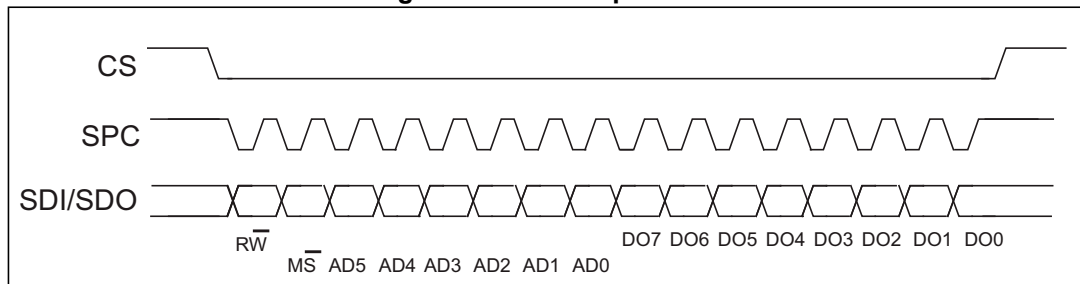 CS
SPC
SDI/SDO
RW DO7 DO6 DO5 DO4 DO3 DO2 DO1 DO0
MS AD5 AD4 AD3 AD2 AD1 AD0